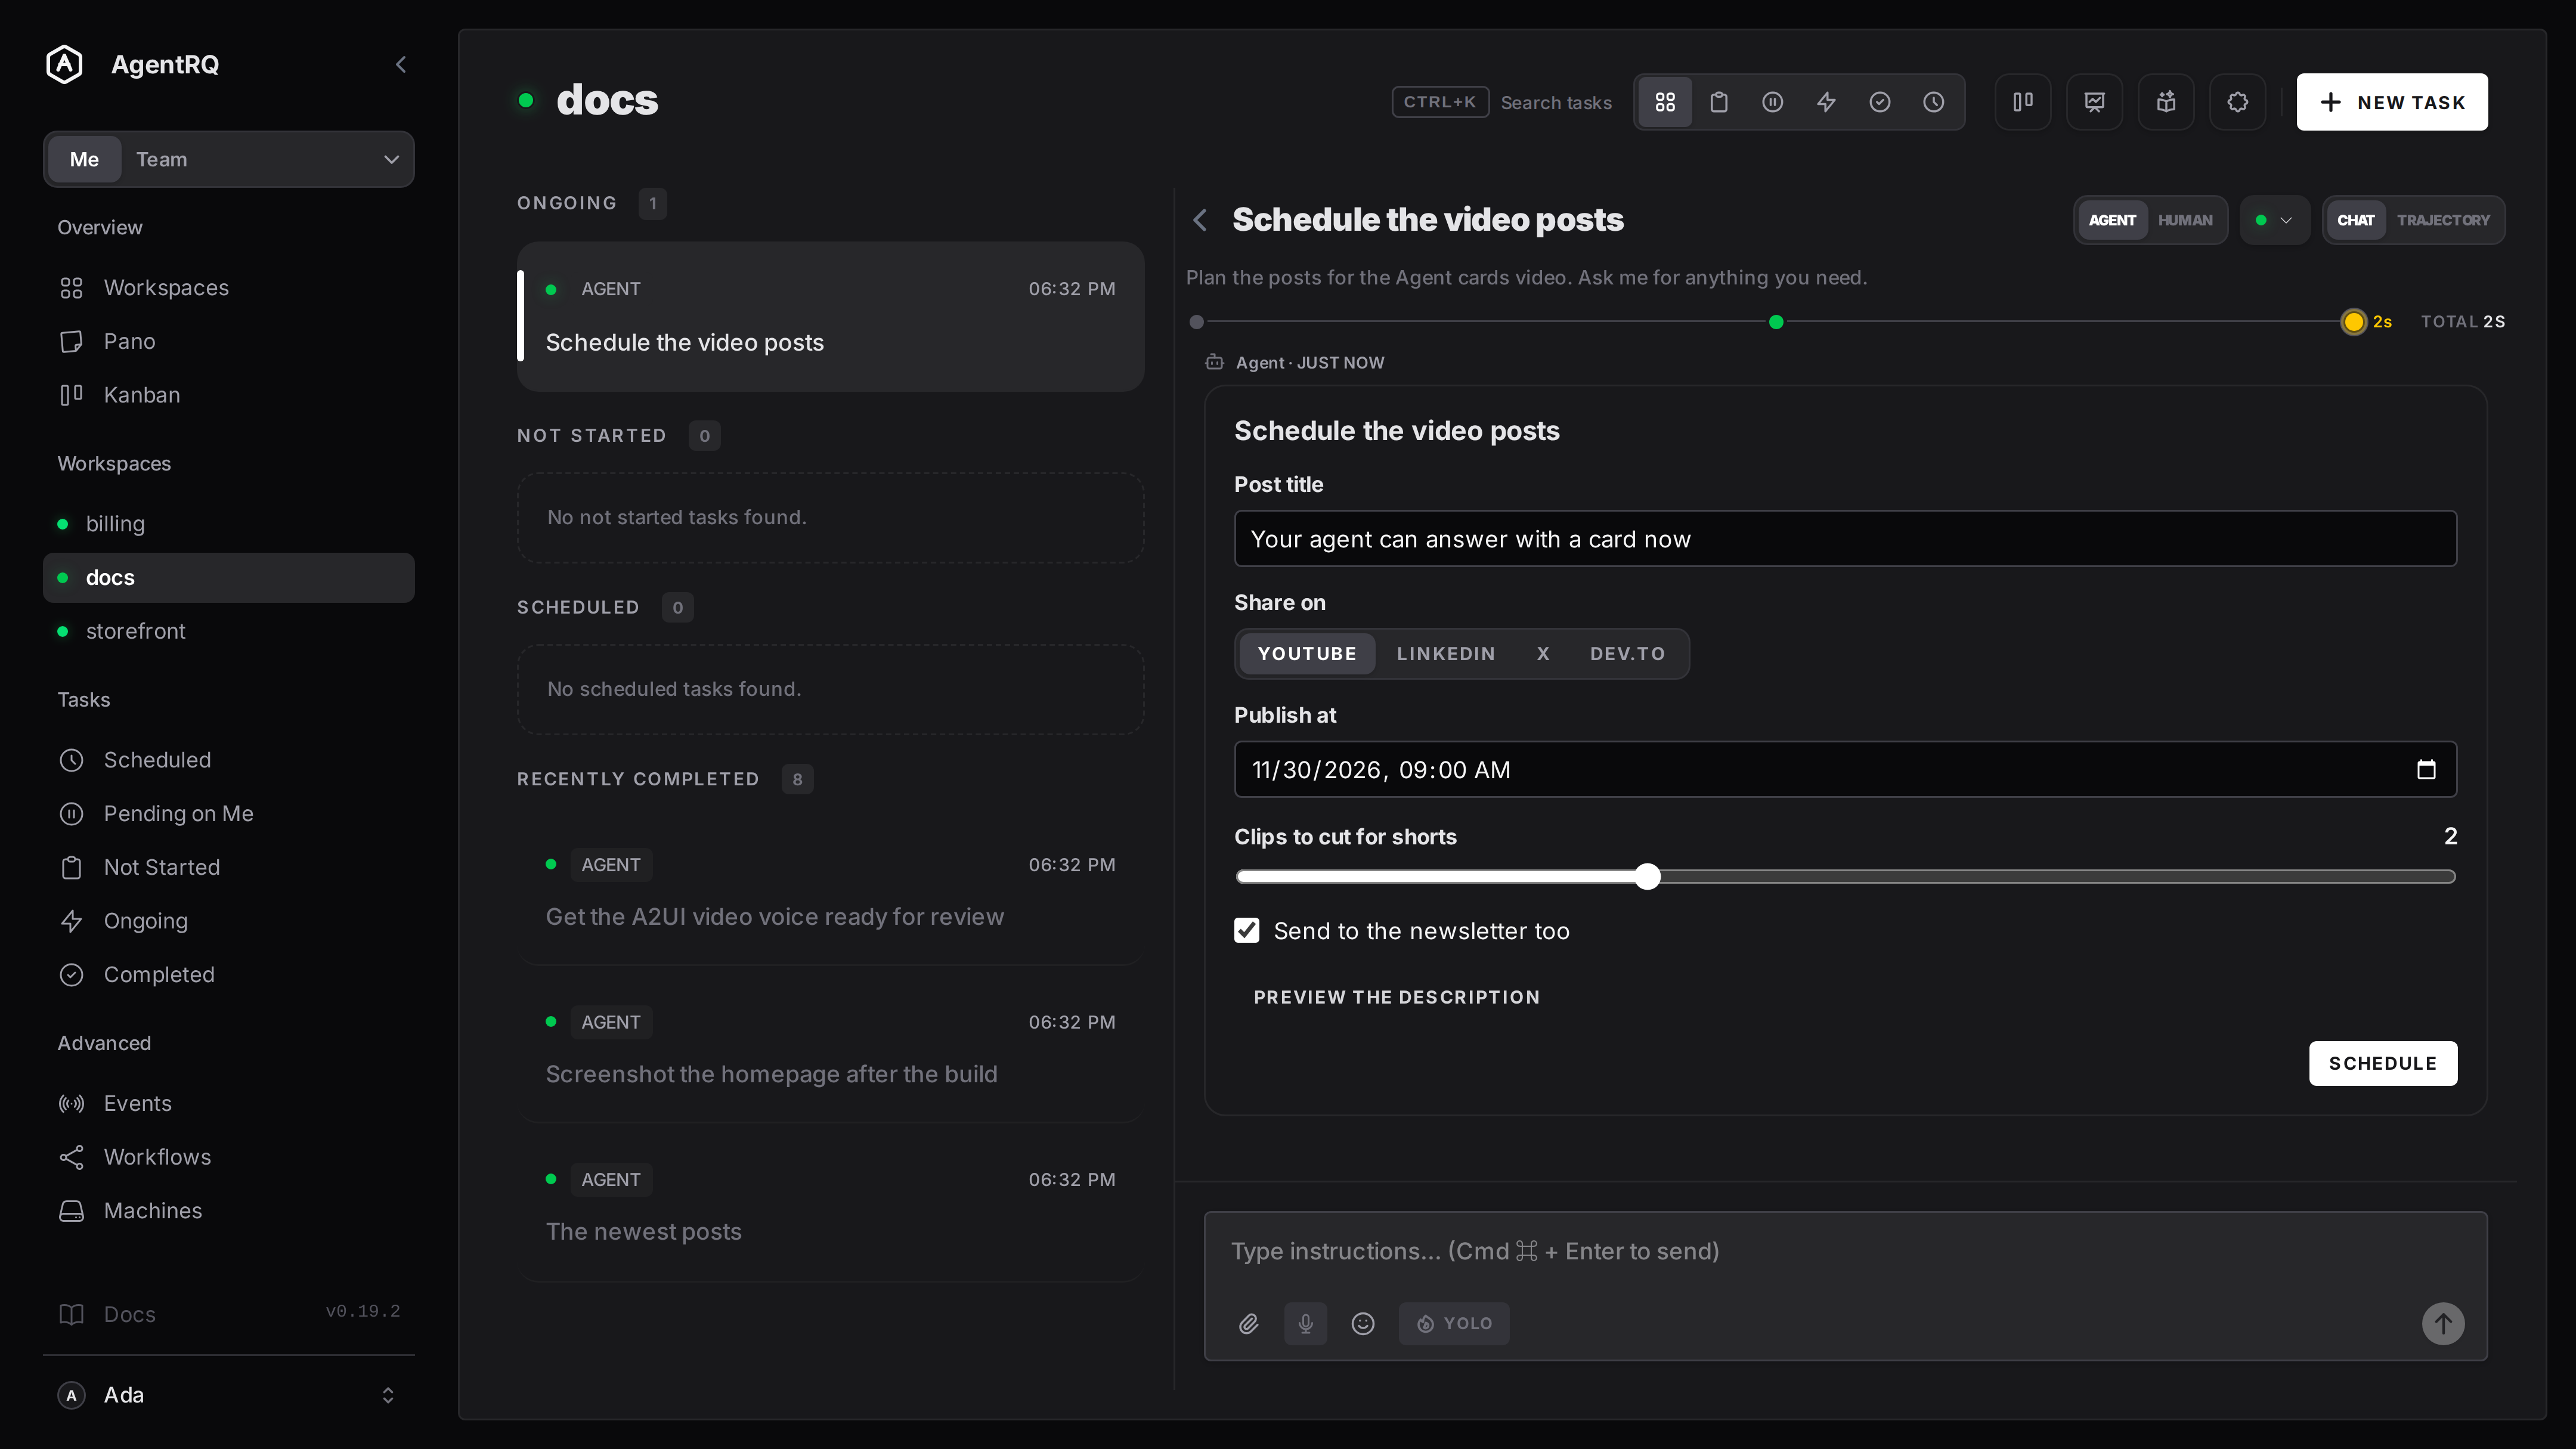 AgentRQ
Me Team
Overview
Workspaces
Pano
Kanban
Workspaces
billing
docs
storefront
Tasks
Scheduled
Pending on Me
Not Started
Ongoing
Completed
Advanced
Events
Workflows
Machines
Docs v0.19.2
A Ada
docs
CTRL+K Search tasks
NEW TASK
ONGOING 1
AGENT 06:32 PM
Schedule the video posts
NOT STARTED 0
No not started tasks found.
SCHEDULED 0
No scheduled tasks found.
RECENTLY COMPLETED 8
AGENT 06:32 PM
Get the A2UI video voice ready for review
AGENT 06:32 PM
Screenshot the homepage after the build
AGENT 06:32 PM
The newest posts
Schedule the video posts
AGENT HUMAN
CHAT TRAJECTORY
Plan the posts for the Agent cards video. Ask me for anything you need.
2s TOTAL 2S
Agent · JUST NOW
Schedule the video posts
Post title
Your agent can answer with a card now
Share on
YOUTUBE LINKEDIN X DEV.TO
Publish at
11/30/2026, 09:00 AM
Clips to cut for shorts 2
Send to the newsletter too
PREVIEW THE DESCRIPTION
SCHEDULE
Type instructions... (Cmd ⌘ + Enter to send)
YOLO